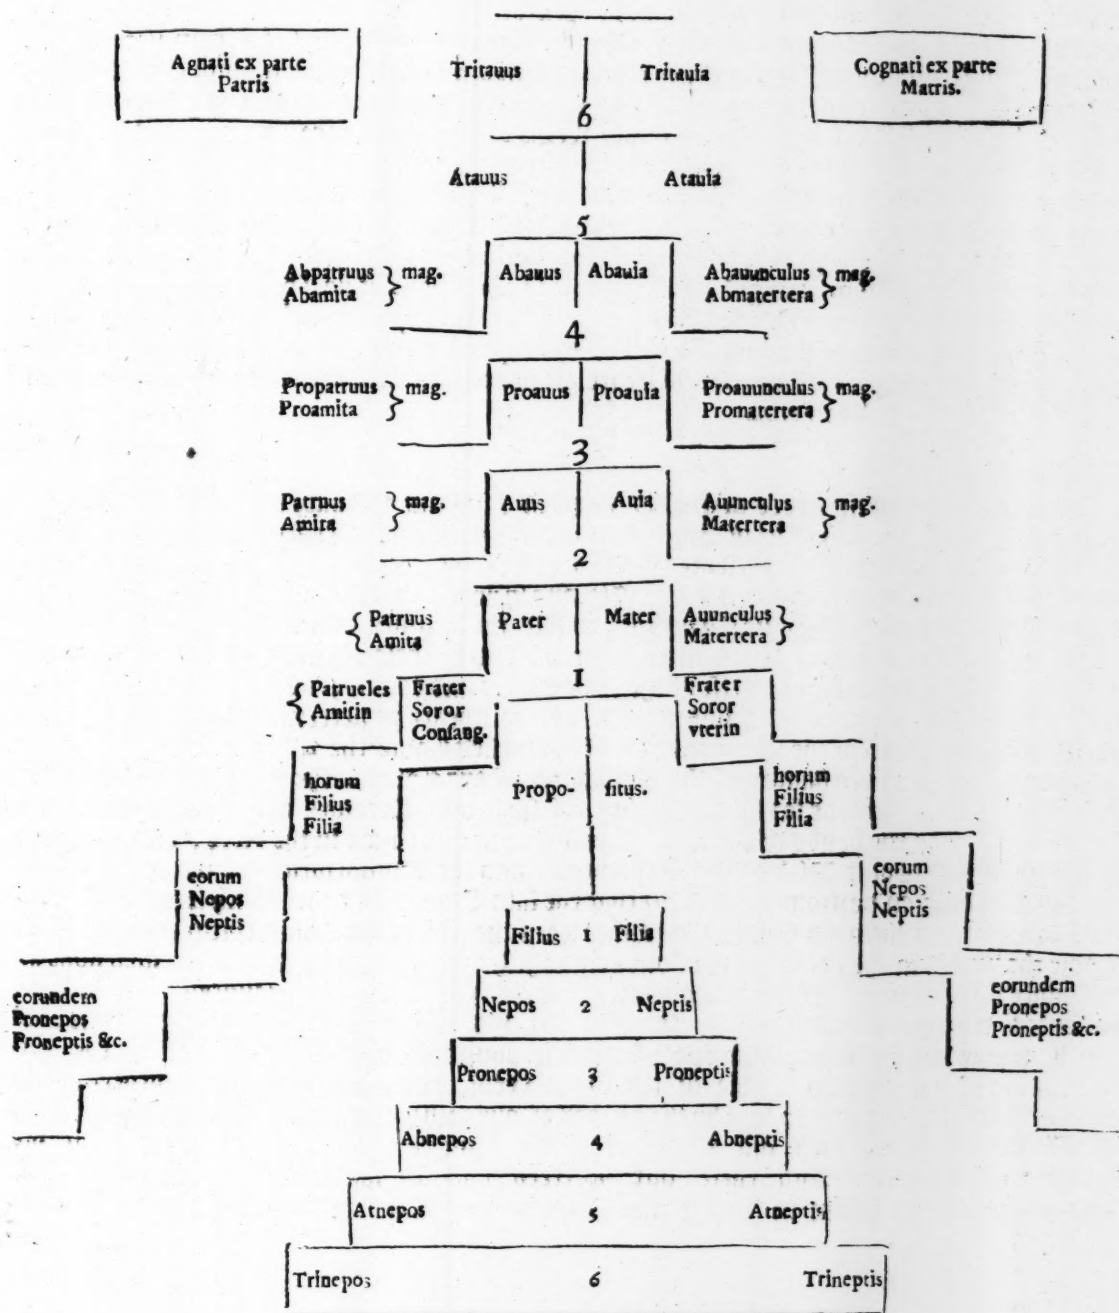 Agnati ex parte
Patris
Tritauus Tritauia
Cognati ex parte
Matris.
6
Atauus Atauia
5
Abpatruus
Abamita } mag.
Abauus Abauia
Abauunculus
Abmatertera } mag.
4
Propatruus
Proamita } mag.
Proauus Proauia
Proauunculus
Promatertera } mag.
3
Patruus
Amita } mag.
Auus Auia
Auunculus
Matertera } mag.
2
{ Patruus
Amita
Pater Mater
Auunculus
Matertera }
1
{ Patrueles
Amitin
Frater
Soror
Conſang.
Frater
Soror
vterin
horum
Filius
Filia
Propo- ſitus.
horum
Filius
Filia
eorum
Nepos
Neptis
eorum
Nepos
Neptis
Filius 1 Filia
eorundem
Pronepos
Proneptis &c.
Nepos 2 Neptis
eorundem
Pronepos
Proneptis &c.
Pronepos 3 Proneptis
Abnepos 4 Abneptis
Atnepos 5 Atneptis
Trinepos 6 Trineptis